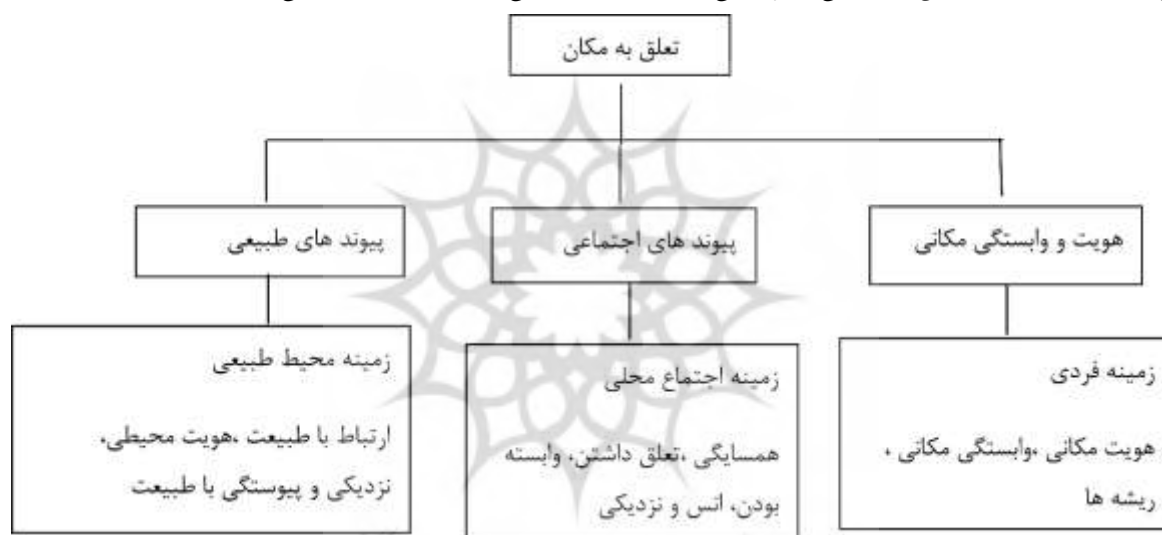 تعلق به مکان
هویت و وابستگی مکانی
پیوند های اجتماعی
پیوند های طبیعی
زمینه فردی
هویت مکانی ،وابستگی مکانی ،
ریشه ها
زمینه اجتماع محلی
همسایگی ،تعلق داشتن، وابسته
بودن، انس و نزدیکی
زمینه محیط طبیعی
ارتباط با طبیعت ،هویت محیطی،
نزدیکی و پیوستگی با طبیعت